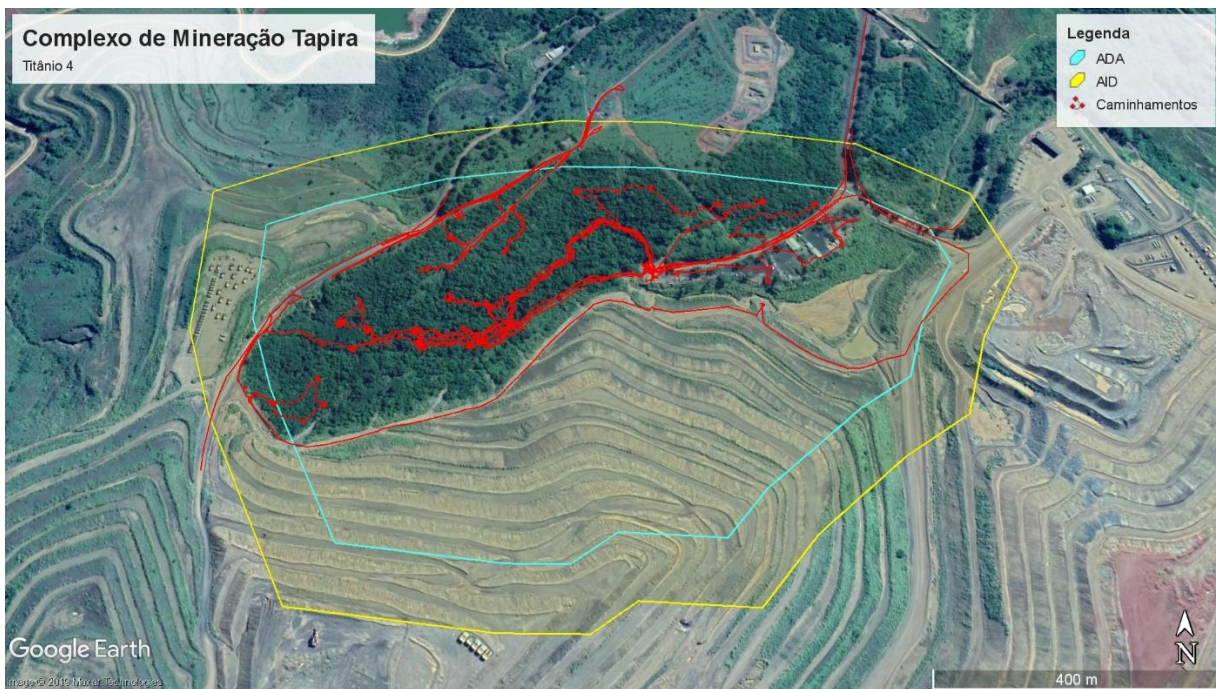 Complexo de Mineração Tapira
Titânio 4
Legenda
ADA
AID
Caminhamentos
Google Earth
Image © 2019 Maxar Technologies
400 m
N